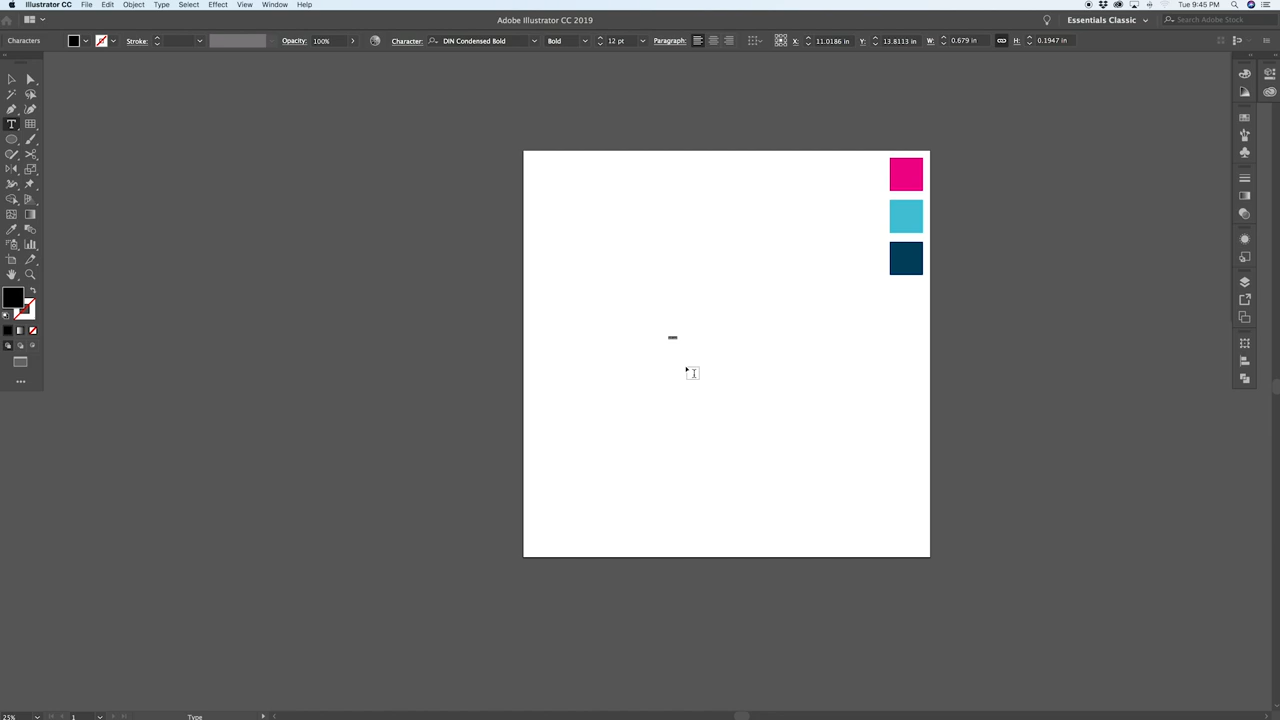 Illustrator CC File Edit Object Type Select Effect View Window Help Tue 9:45 PM
Adobe Illustrator CC 2019 Essentials Classic Search Adobe Stock
Characters Stroke: Opacity: 100% Character: DIN Condensed Bold Bold 12 pt Paragraph: X: 11.0186 in Y: 13.8113 in W: 0.679 in H: 0.1947 in
25% 1 Type